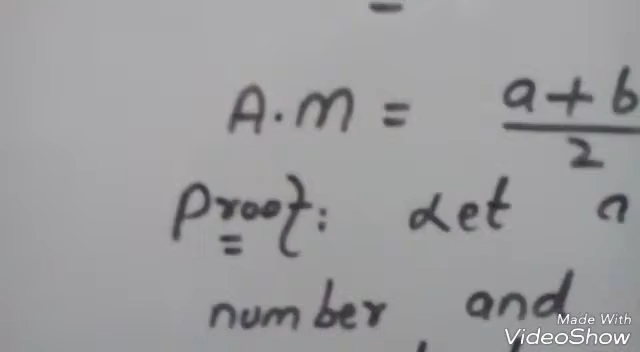 A.M = a+b/2
Proof: Let
number and
Made With
VideoShow